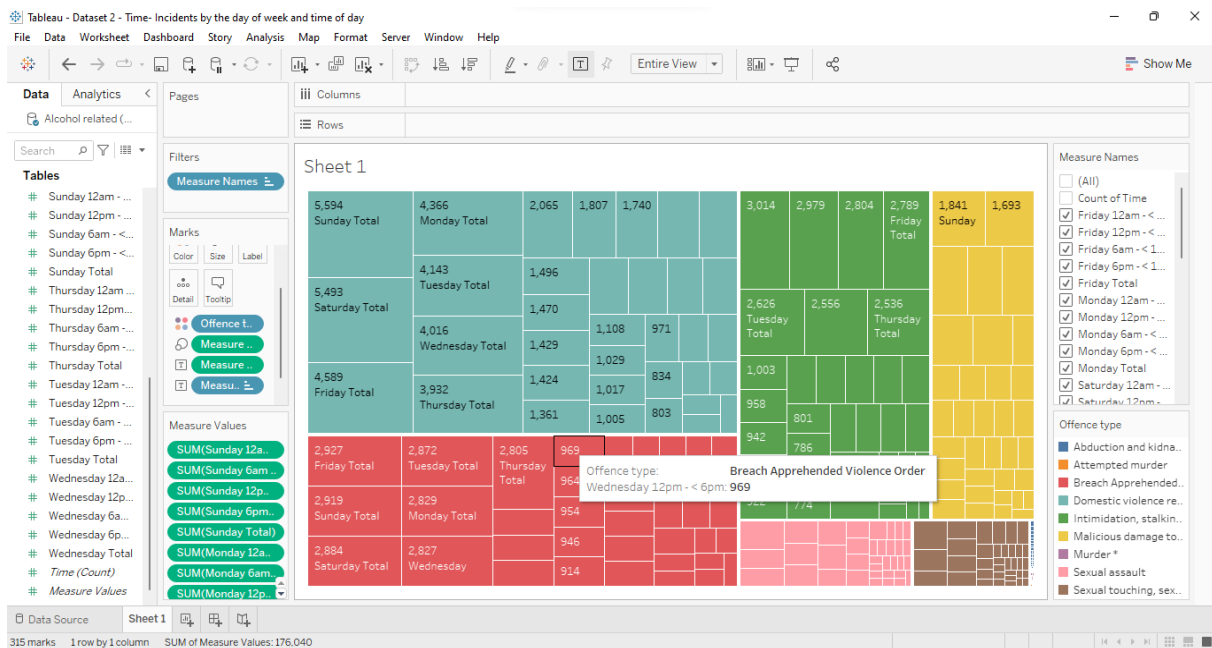 Tableau - Dataset 2 - Time- Incidents by the day of week and time of day
File Data Worksheet Dashboard Story Analysis Map Format Server Window Help
Entire View
Show Me
Data Analytics
Alcohol related (...
Search
Tables
Sunday 12am - ...
Sunday 12pm - ...
Sunday 6am - <...
Sunday 6pm - <...
Sunday Total
Thursday 12am ...
Thursday 12pm...
Thursday 6am -...
Thursday 6pm -...
Thursday Total
Tuesday 12am -...
Tuesday 12pm -...
Tuesday 6am - ...
Tuesday 6pm - ...
Tuesday Total
Wednesday 12a...
Wednesday 12p...
Wednesday 6a...
Wednesday 6p...
Wednesday Total
Time (Count)
Measure Values
Pages
Filters
Measure Names
Marks
Color Size Label
Detail Tooltip
Offence t..
Measure ..
Measure ..
Measu..
Measure Values
SUM(Sunday 12a..
SUM(Sunday 6am ..
SUM(Sunday 12p..
SUM(Sunday 6pm..
SUM(Sunday Total)
SUM(Monday 12a..
SUM(Monday 6am..
SUM(Monday 12p..
Columns
Rows
Sheet 1
5,594
Sunday Total
5,493
Saturday Total
4,589
Friday Total
4,366
Monday Total
4,143
Tuesday Total
4,016
Wednesday Total
3,932
Thursday Total
2,065
1,807
1,740
1,496
1,470
1,429
1,424
1,361
1,108
1,029
1,017
1,005
971
834
803
2,927
Friday Total
2,919
Sunday Total
2,884
Saturday Total
2,872
Tuesday Total
2,829
Monday Total
2,827
Wednesday
2,805
Thursday
Total
969
964
954
946
914
3,014
2,979
2,804
2,789
Friday
Total
2,626
Tuesday
Total
2,556
2,536
Thursday
Total
1,003
958
942
801
786
774
1,841
Sunday
1,693
Offence type: Breach Apprehended Violence Order
Wednesday 12pm - < 6pm: 969
Measure Names
(All)
Count of Time
Friday 12am - < ...
Friday 12pm - < ...
Friday 6am - < 1...
Friday 6pm - < 1...
Friday Total
Monday 12am - ...
Monday 12pm - ...
Monday 6am - < ...
Monday 6pm - < ...
Monday Total
Saturday 12am - ...
Saturday 12pm - ...
Offence type
Abduction and kidna..
Attempted murder
Breach Apprehended..
Domestic violence re..
Intimidation, stalkin..
Malicious damage to..
Murder *
Sexual assault
Sexual touching, sex..
Data Source Sheet 1
315 marks 1 row by 1 column SUM of Measure Values: 176,040